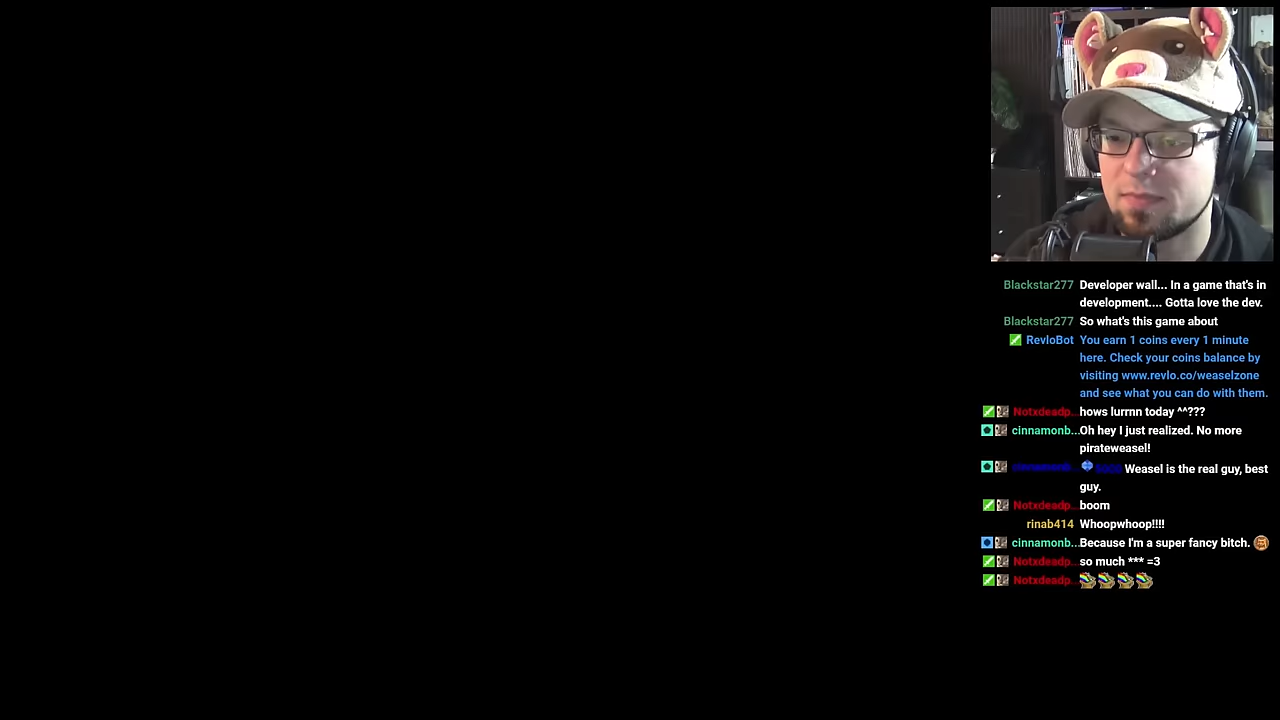 Blackstar277 Developer wall... In a game that's in
development.... Gotta love the dev.
Blackstar277 So what's this game about
RevloBot You earn 1 coins every 1 minute
here. Check your coins balance by
visiting www.revlo.co/weaselzone
and see what you can do with them.
Notxdeadp... hows lurrnn today ^^???
cinnamonb... Oh hey I just realized. No more
pirateweasel!
cinnamonb... Weasel is the real guy, best
guy.
Notxdeadp... boom
rinab414 Whoopwhoop!!!!
cinnamonb... Because I'm a super fancy bitch.
Notxdeadp... so much *** =3
Notxdeadp...